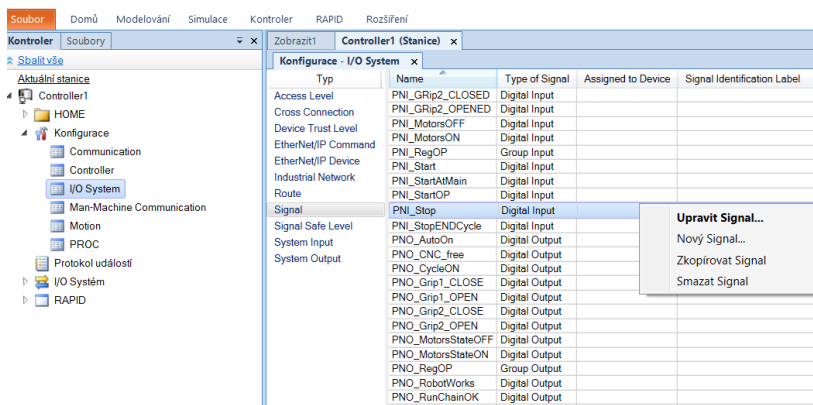 Soubor Domů Modelování Simulace Kontroler RAPID Rozšíření
Kontroler Soubory
Sbalit vše
Aktuální stanice
Controller1
HOME
Konfigurace
Communication
Controller
I/O System
Man-Machine Communication
Motion
PROC
Protokol událostí
I/O Systém
RAPID
Zobrazit1 Controller1 (Stanice) x
Konfigurace - I/O System x
Typ
Access Level
Cross Connection
Device Trust Level
EtherNet/IP Command
EtherNet/IP Device
Industrial Network
Route
Signal
Signal Safe Level
System Input
System Output
Name Type of Signal Assigned to Device Signal Identification Label
PNI_GRip2_CLOSED Digital Input
PNI_GRip2_OPENED Digital Input
PNI_MotorsOFF Digital Input
PNI_MotorsON Digital Input
PNI_RegOP Group Input
PNI_Start Digital Input
PNI_StartAtMain Digital Input
PNI_StartOP Digital Input
PNI_Stop Digital Input
PNI_StopENDCycle Digital Input
PNO_AutoOn Digital Output
PNO_CNC_free Digital Output
PNO_CycleON Digital Output
PNO_Grip1_CLOSE Digital Output
PNO_Grip1_OPEN Digital Output
PNO_Grip2_CLOSE Digital Output
PNO_Grip2_OPEN Digital Output
PNO_MotorsStateOFF Digital Output
PNO_MotorsStateON Digital Output
PNO_RegOP Group Output
PNO_RobotWorks Digital Output
PNO_RunChainOK Digital Output
Upravit Signal...
Nový Signal...
Zkopírovat Signal
Smazat Signal